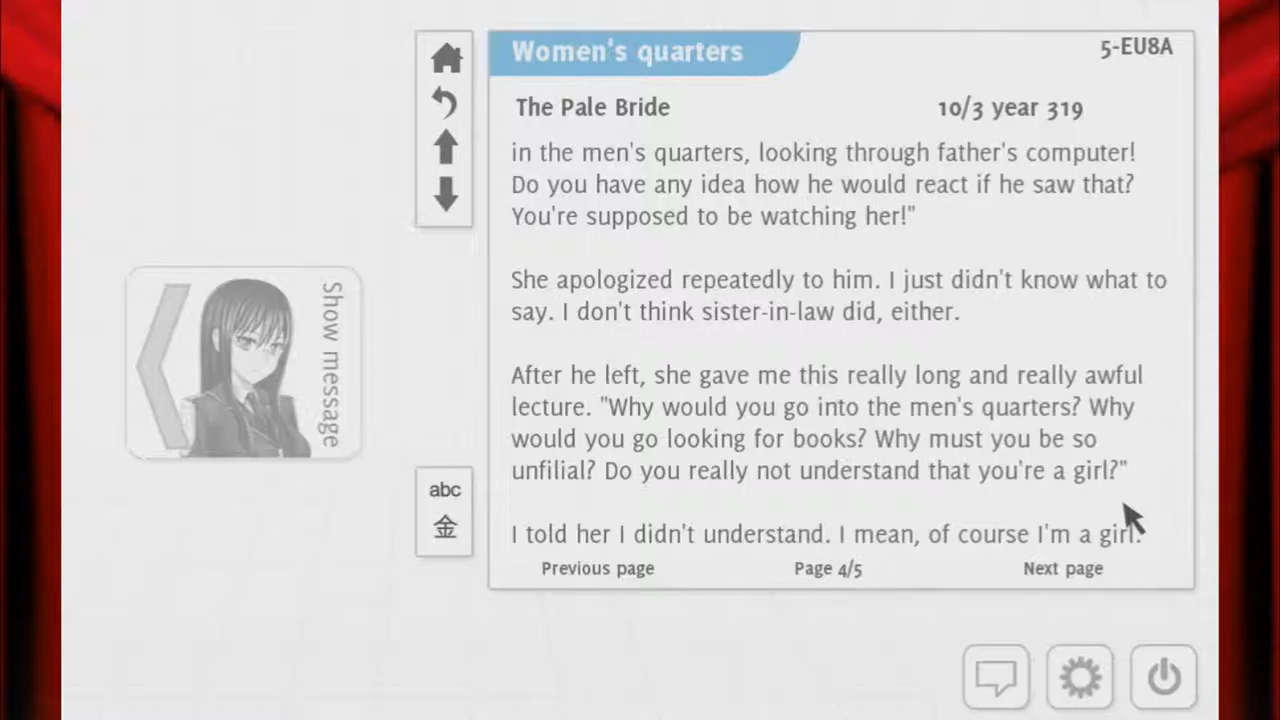 Women's quarters
5-EU8A
The Pale Bride
10/3 year 319
in the men's quarters, looking through father's computer!
Do you have any idea how he would react if he saw that?
You're supposed to be watching her!"
She apologized repeatedly to him. I just didn't know what to
say. I don't think sister-in-law did, either.
After he left, she gave me this really long and really awful
lecture. "Why would you go into the men's quarters? Why
would you go looking for books? Why must you be so
unfilial? Do you really not understand that you're a girl?"
I told her I didn't understand. I mean, of course I'm a girl.
Previous page
Page 4/5
Next page
Show message
abc
金